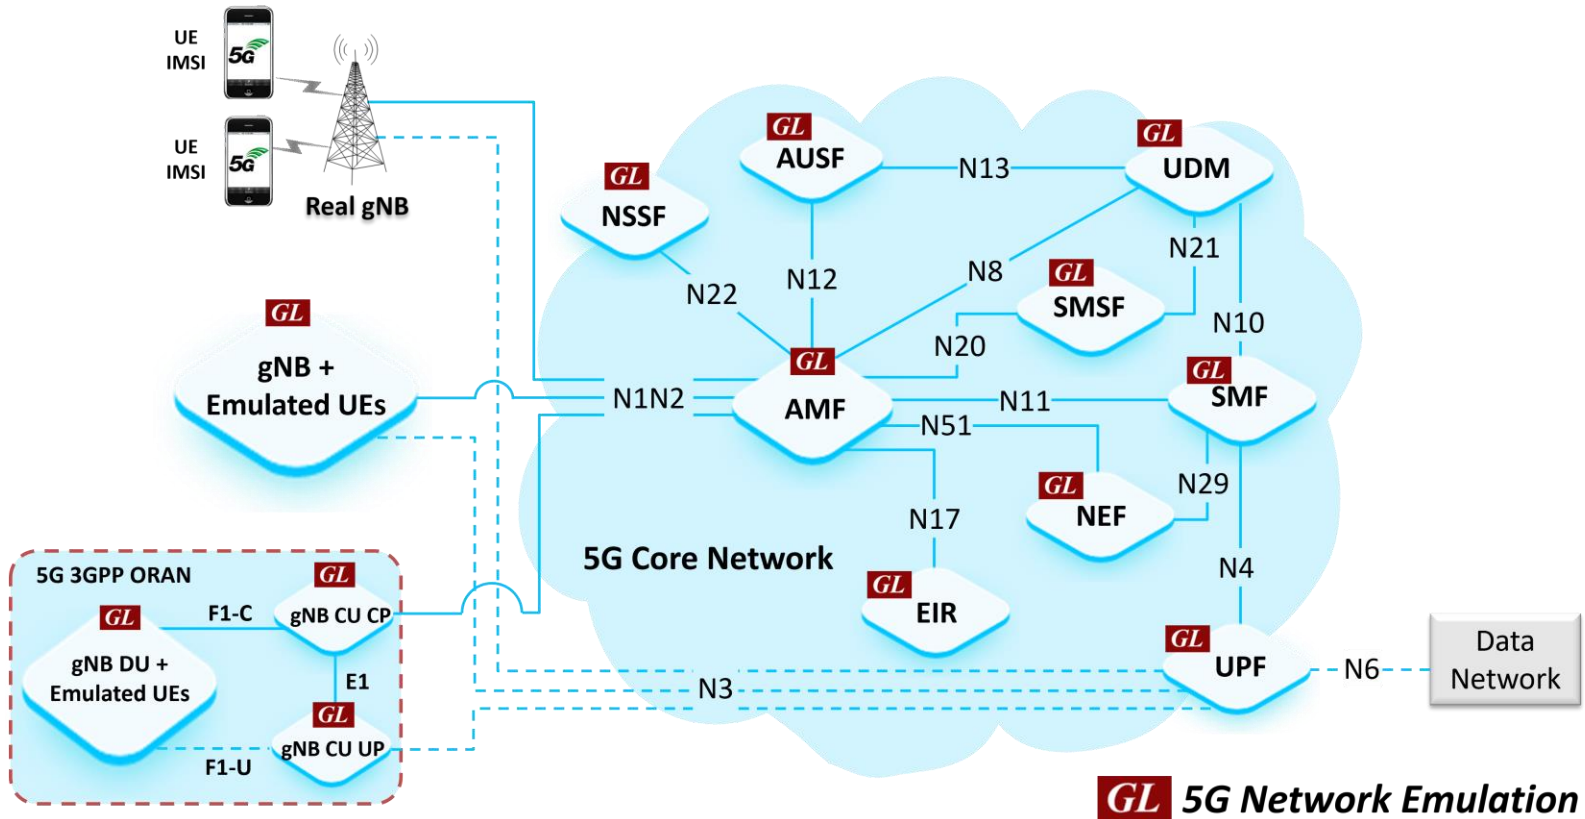 UE
IMSI
5G
UE
IMSI
5G
Real gNB
GL
AUSF
N13
GL
UDM
GL
NSSF
N22
N12
N8
N21
GL
SMSF
N20
N10
GL
gNB +
Emulated UEs
N1N2
GL
AMF
N11
GL
SMF
N51
N29
GL
NEF
N17
N4
5G Core Network
GL
EIR
5G 3GPP ORAN
GL
gNB CU CP
F1-C
GL
gNB DU +
Emulated UEs
E1
GL
gNB CU UP
F1-U
N3
GL
UPF
N6
Data
Network
GL 5G Network Emulation